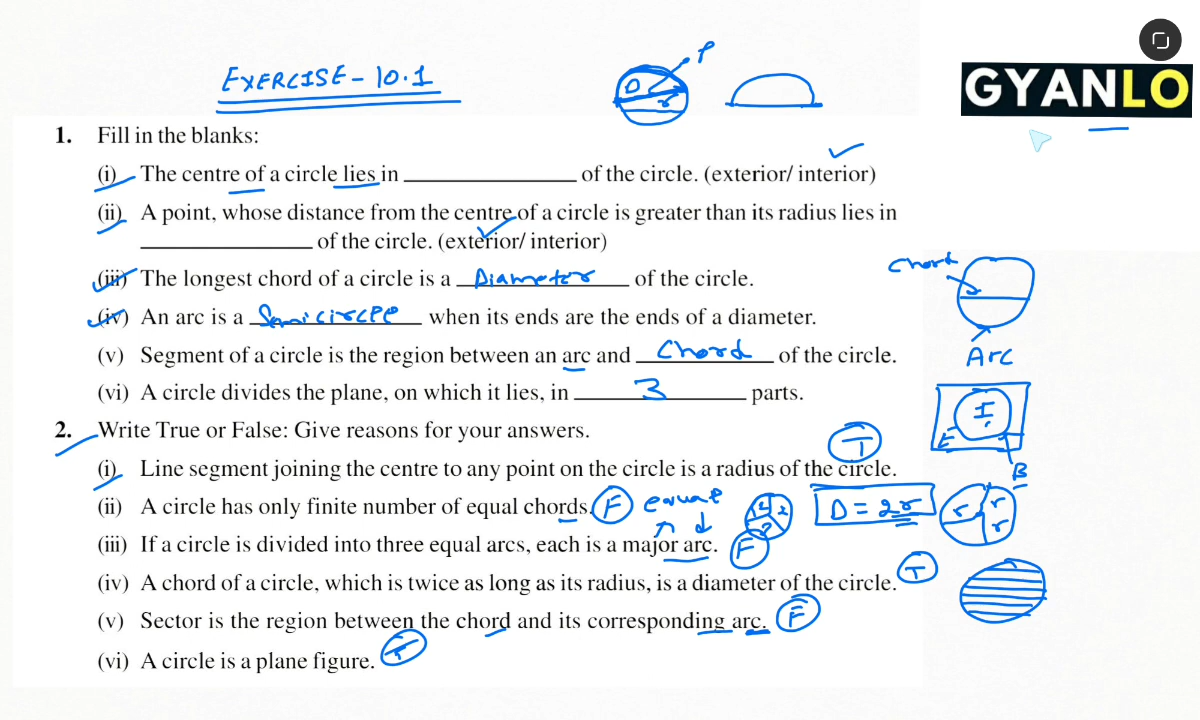 EXERCISE - 10.1
P
D
r
GYANLO
1. Fill in the blanks:
(i) The centre of a circle lies in ____________ of the circle. (exterior/ interior)
(ii) A point, whose distance from the centre of a circle is greater than its radius lies in
____________ of the circle. (exterior/ interior)
(iii) The longest chord of a circle is a Diameter of the circle.
(iv) An arc is a Semicircle when its ends are the ends of a diameter.
(v) Segment of a circle is the region between an arc and Chord of the circle.
(vi) A circle divides the plane, on which it lies, in 3 parts.
chord
Arc
I
E
B
2. Write True or False: Give reasons for your answers.
(i) Line segment joining the centre to any point on the circle is a radius of the circle. T
(ii) A circle has only finite number of equal chords. F equal
D = 2r
r r
r
(iii) If a circle is divided into three equal arcs, each is a major arc. F
(iv) A chord of a circle, which is twice as long as its radius, is a diameter of the circle. T
(v) Sector is the region between the chord and its corresponding arc. F
(vi) A circle is a plane figure. T